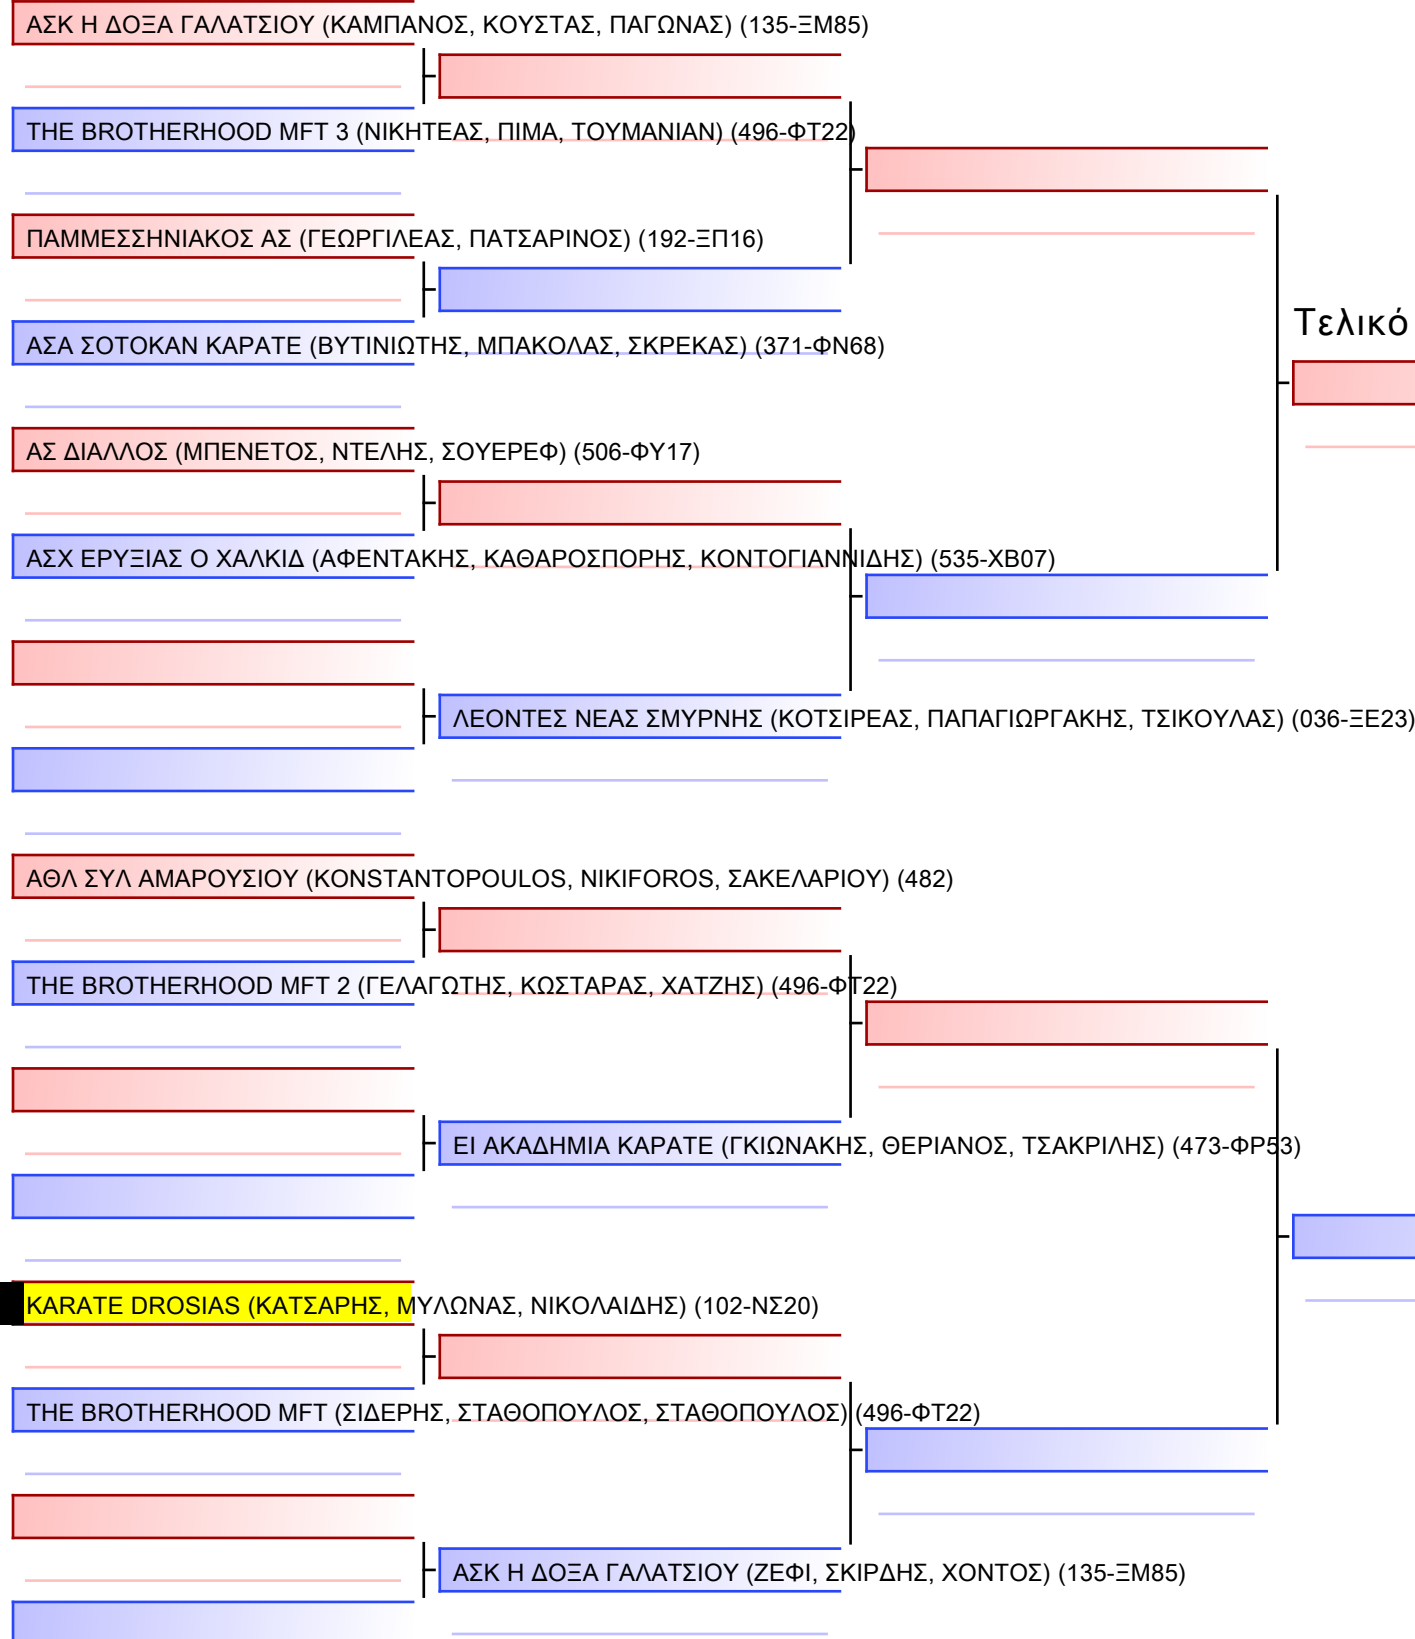 ΑΣΚ Η ΔΟΞΑ ΓΑΛΑΤΣΙΟΥ (ΚΑΜΠΑΝΟΣ, ΚΟΥΣΤΑΣ, ΠΑΓΩΝΑΣ) (135-ΞΜ85)
THE BROTHERHOOD MFT 3 (ΝΙΚΗΤΕΑΣ, ΠΙΜΑ, ΤΟΥΜΑΝΙΑΝ) (496-ΦΤ22)
ΠΑΜΜΕΣΣΗΝΙΑΚΟΣ ΑΣ (ΓΕΩΡΓΙΛΕΑΣ, ΠΑΤΣΑΡΙΝΟΣ) (192-ΞΠ16)
Τελικό
ΑΣΑ ΣΟΤΟΚΑΝ ΚΑΡΑΤΕ (ΒΥΤΙΝΙΩΤΗΣ, ΜΠΑΚΟΛΑΣ, ΣΚΡΕΚΑΣ) (371-ΦΝ68)
ΑΣ ΔΙΑΛΛΟΣ (ΜΠΕΝΕΤΟΣ, ΝΤΕΛΗΣ, ΣΟΥΕΡΕΦ) (506-ΦΥ17)
ΑΣΧ ΕΡΥΞΙΑΣ Ο ΧΑΛΚΙΔ (ΑΦΕΝΤΑΚΗΣ, ΚΑΘΑΡΟΣΠΟΡΗΣ, ΚΟΝΤΟΓΙΑΝΝΙΔΗΣ) (535-ΧΒ07)
ΛΕΟΝΤΕΣ ΝΕΑΣ ΣΜΥΡΝΗΣ (ΚΟΤΣΙΡΕΑΣ, ΠΑΠΑΓΙΩΡΓΑΚΗΣ, ΤΣΙΚΟΥΛΑΣ) (036-ΞΕ23)
ΑΘΛ ΣΥΛ ΑΜΑΡΟΥΣΙΟΥ (KONSTANTOPOULOS, NIKIFOROS, ΣΑΚΕΛΑΡΙΟΥ) (482)
THE BROTHERHOOD MFT 2 (ΓΕΛΑΓΩΤΗΣ, ΚΩΣΤΑΡΑΣ, ΧΑΤΖΗΣ) (496-ΦΤ22)
ΕΙ ΑΚΑΔΗΜΙΑ ΚΑΡΑΤΕ (ΓΚΙΩΝΑΚΗΣ, ΘΕΡΙΑΝΟΣ, ΤΣΑΚΡΙΛΗΣ) (473-ΦΡ53)
KARATE DROSIAS (ΚΑΤΣΑΡΗΣ, ΜΥΛΩΝΑΣ, ΝΙΚΟΛΑΙΔΗΣ) (102-ΝΣ20)
THE BROTHERHOOD MFT (ΣΙΔΕΡΗΣ, ΣΤΑΘΟΠΟΥΛΟΣ, ΣΤΑΘΟΠΟΥΛΟΣ) (496-ΦΤ22)
ΑΣΚ Η ΔΟΞΑ ΓΑΛΑΤΣΙΟΥ (ΖΕΦΙ, ΣΚΙΡΔΗΣ, ΧΟΝΤΟΣ) (135-ΞΜ85)